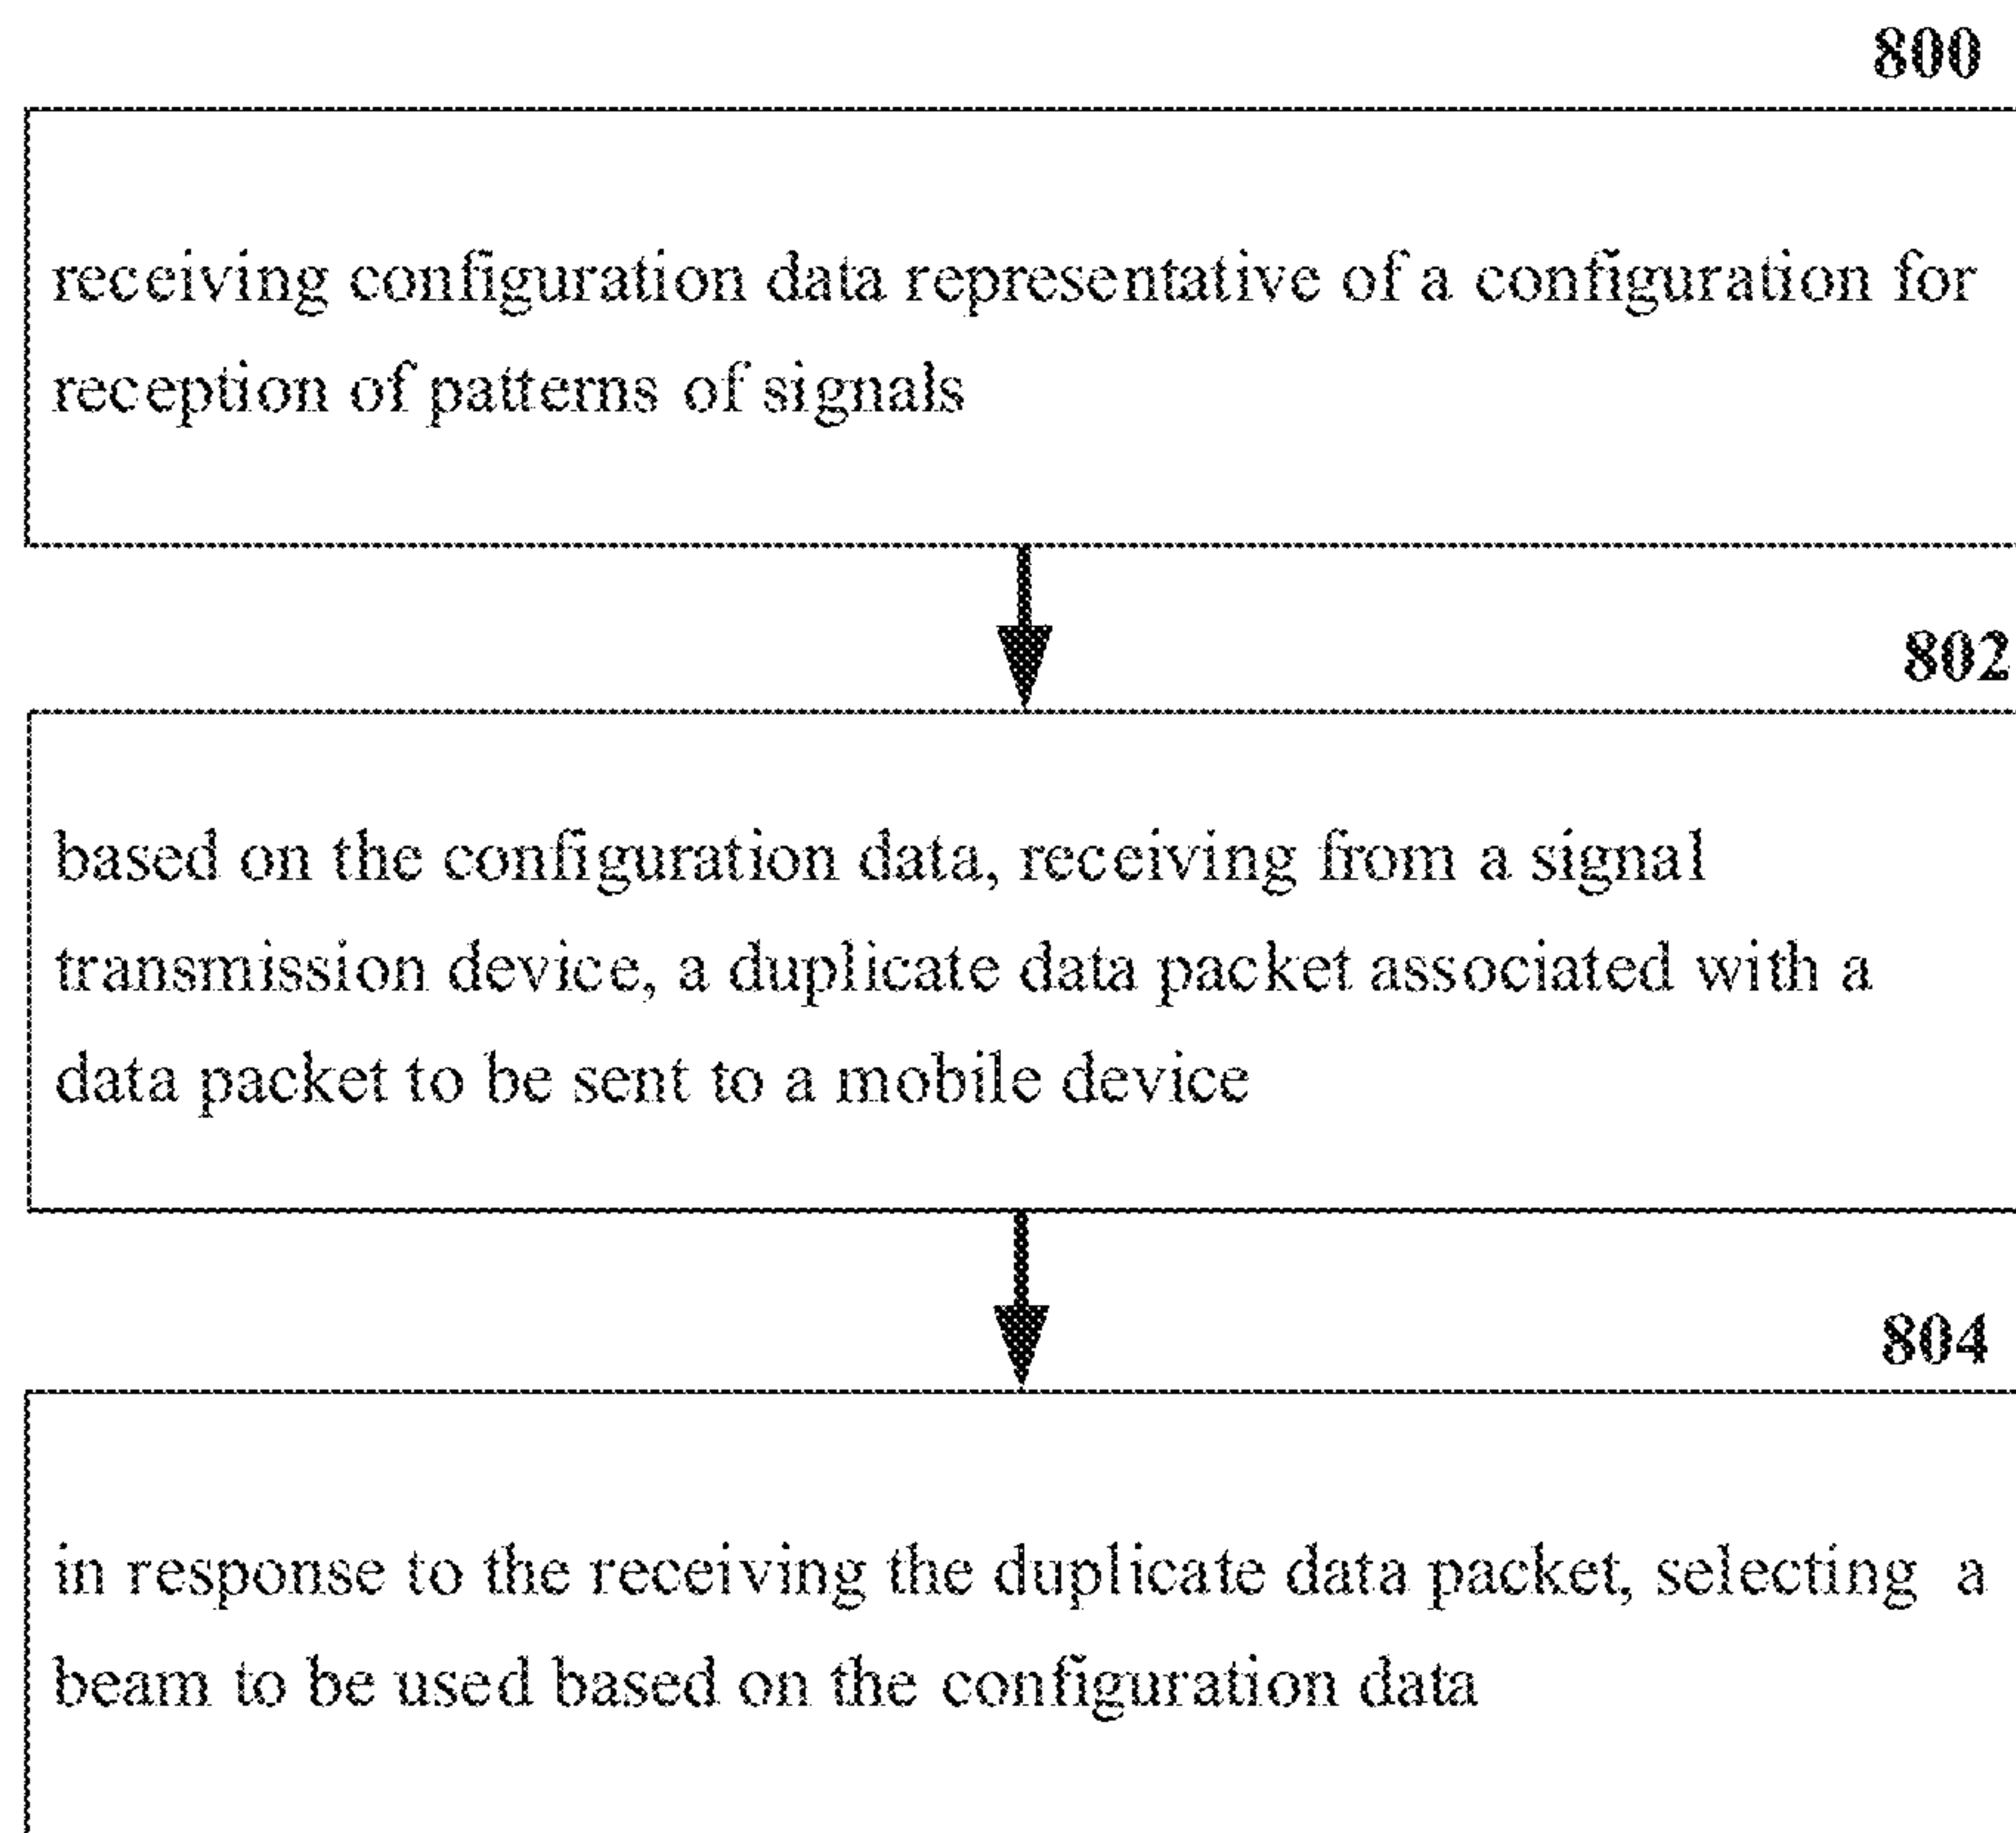 800
receiving configuration data representative of a configuration for
reception of patterns of signals
802
based on the configuration data, receiving from a signal
transmission device, a duplicate data packet associated with a
data packet to be sent to a mobile device
804
in response to the receiving the duplicate data packet, selecting a
beam to be used based on the configuration data